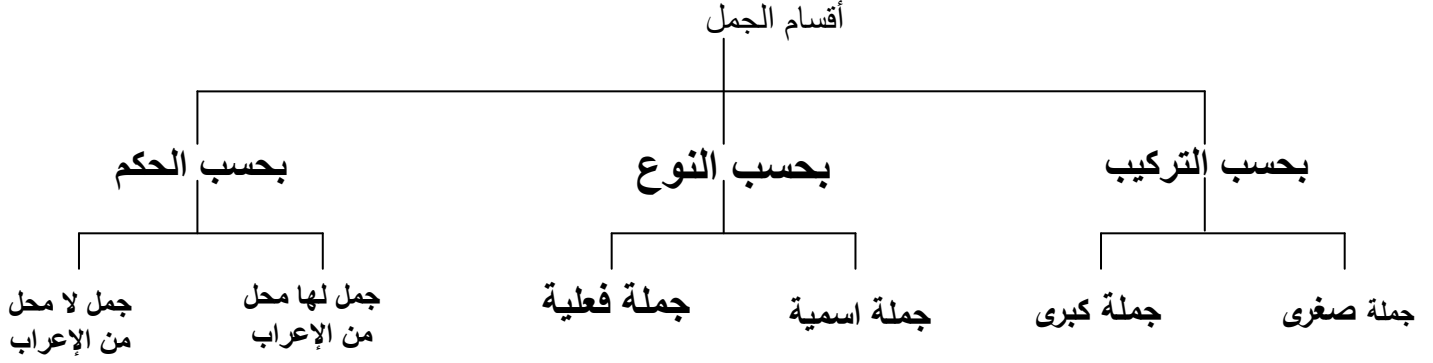 أقسام الجمل
بحسب التركيب
بحسب النوع
بحسب الحكم
جملة صغرى
جملة كبرى
جملة اسمية
جملة فعلية
جمل لها محل
من الإعراب
جمل لا محل
من الإعراب